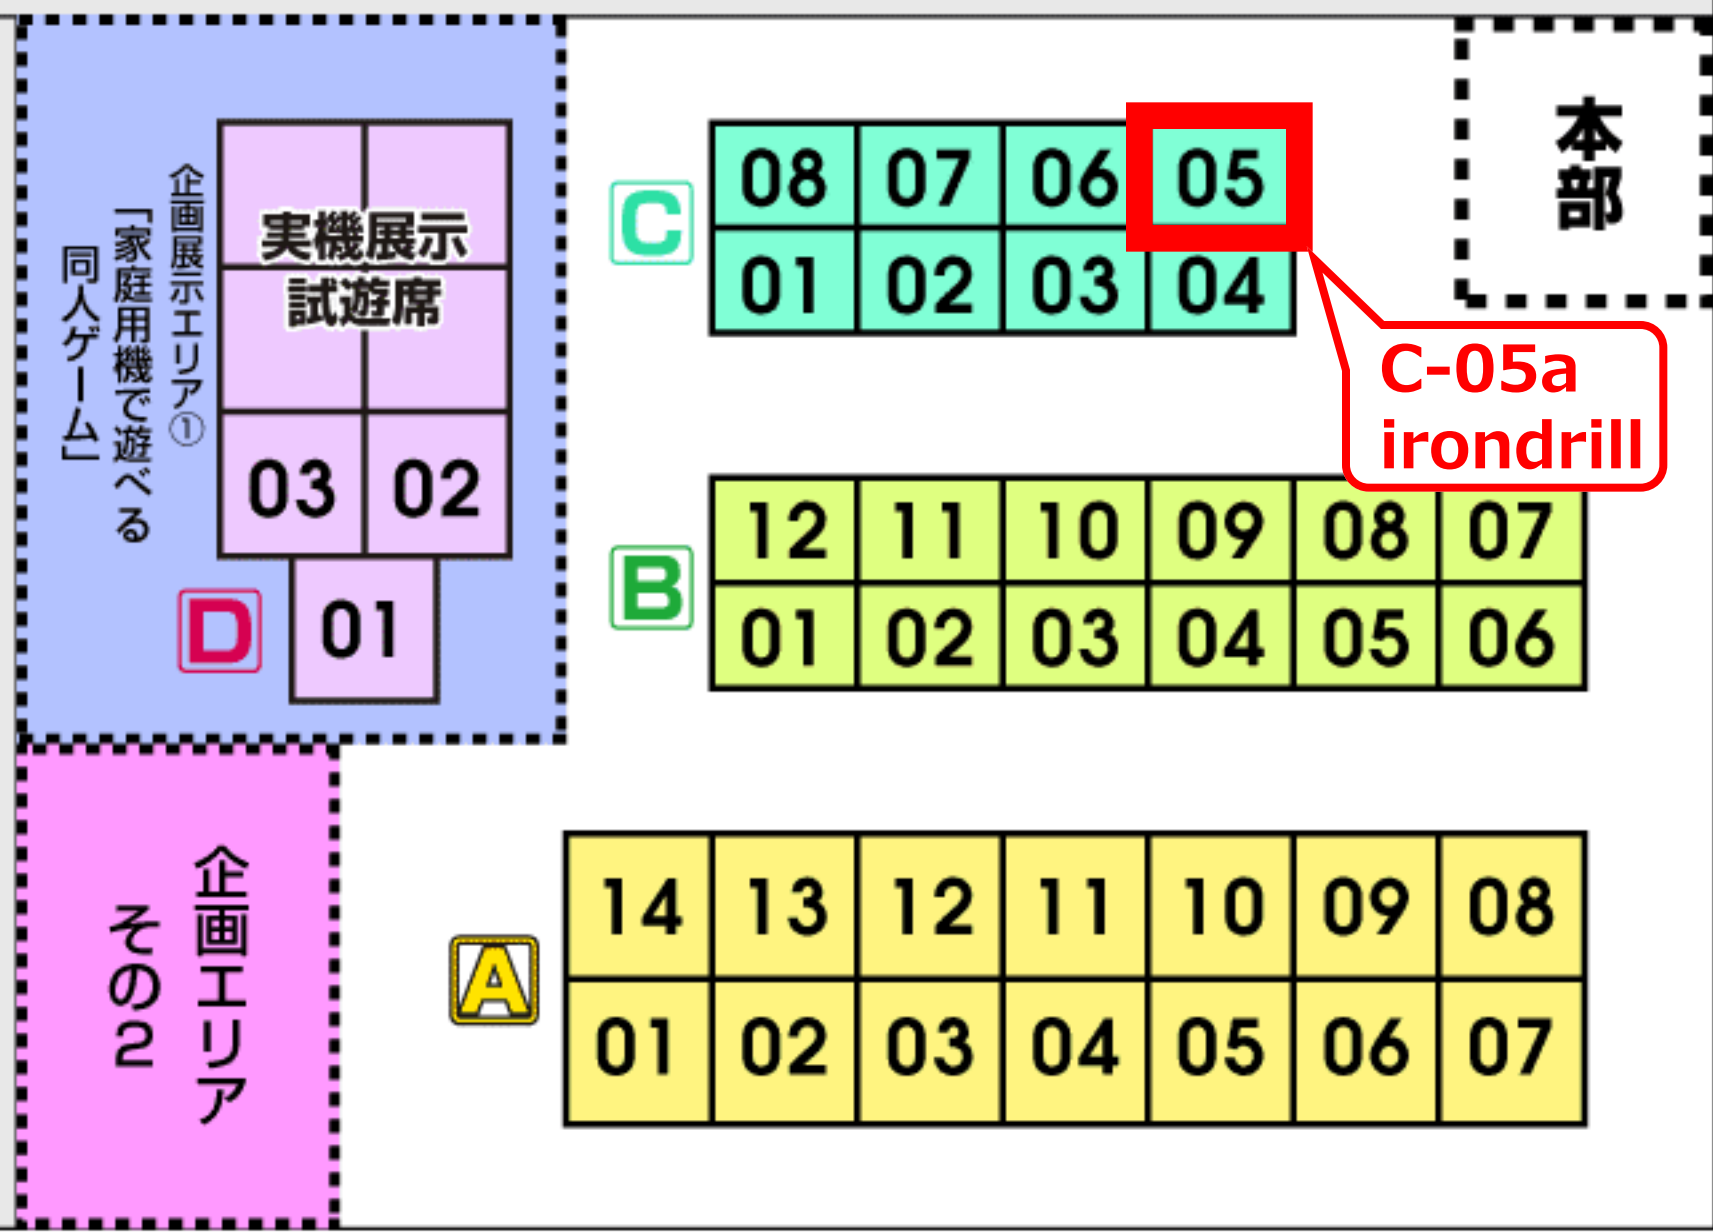 企画展示エリア①
「家庭用機で遊べる
同人ゲーム」
実機展示
試遊席
03 02
01
D
企画エリア
その2
C
08 07 06 05
01 02 03 04
本部
C-05a
irondrill
B
12 11 10 09 08 07
01 02 03 04 05 06
A
14 13 12 11 10 09 08
01 02 03 04 05 06 07